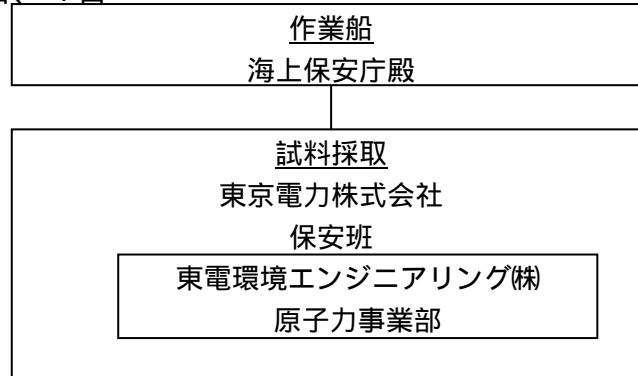 作業船
海上保安庁殿
試料採取
東京電力株式会社
保安班
東電環境エンジニアリング㈱
原子力事業部